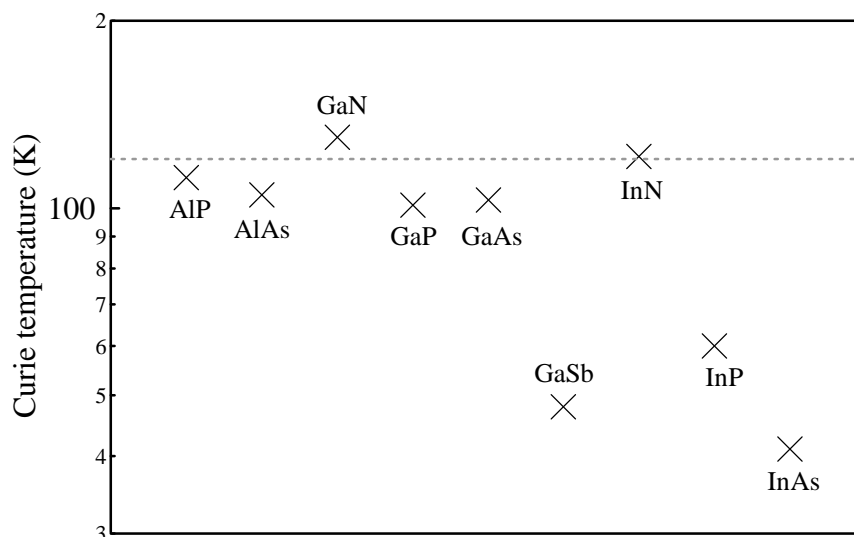 2
GaN
Curie temperature (K)
AlP
100
InN
AlAs
GaP
GaAs
9
8
7
6
GaSb
InP
5
4
InAs
3